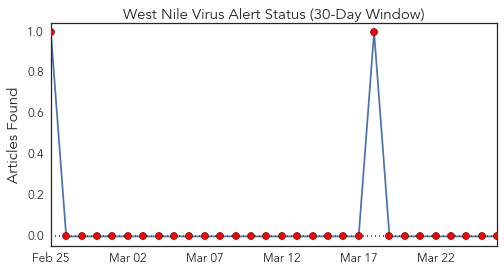 West Nile Virus Alert Status (30-Day Window)
Articles Found
1.0
0.8
0.6
0.4
0.2
0.0
Feb 25 Mar 02 Mar 07 Mar 12 Mar 17 Mar 22